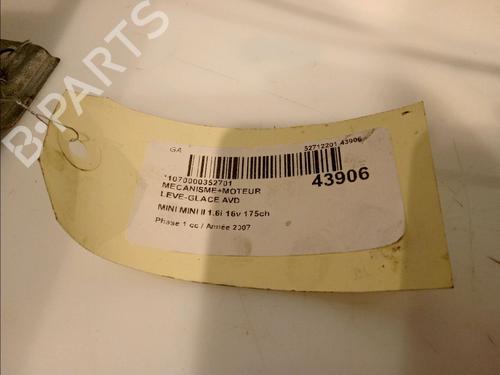 B-PARTS
GA
52712201 43906
*1070000352701
43906
MECANISME+MOTEUR
LEVE-GLACE AVD
MINI MINI II 1.6i 16v 175ch
Phase 1 cc / Année 2007